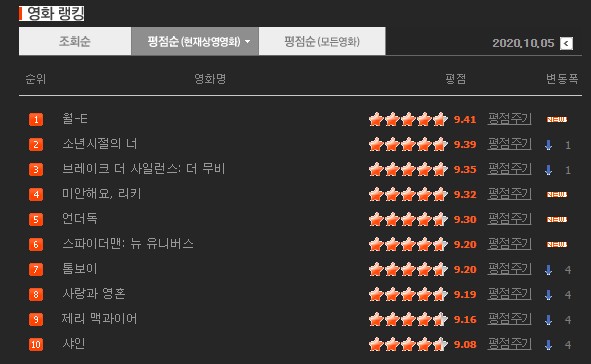 영화 랭킹
조회순 평점순 (현재상영영화) 평점순 (모든영화) 2020.10.05
순위 영화명 평점 변동폭
1 월-E 9.41 평점주기 NEW
2 소년시절의 너 9.39 평점주기 1
3 브레이크 더 사일런스: 더 무비 9.35 평점주기 1
4 미안해요, 리키 9.32 평점주기 NEW
5 언더독 9.30 평점주기 NEW
6 스파이더맨: 뉴 유니버스 9.20 평점주기 NEW
7 톰보이 9.20 평점주기 4
8 사랑과 영혼 9.19 평점주기 4
9 제리 맥과이어 9.16 평점주기 4
10 샤인 9.08 평점주기 4